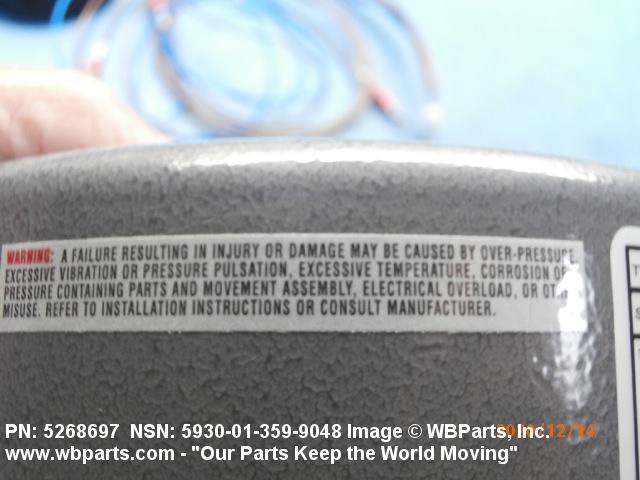 WARNING: A FAILURE RESULTING IN INJURY OR DAMAGE MAY BE CAUSED BY OVER-PRESSURE,
EXCESSIVE VIBRATION OR PRESSURE PULSATION, EXCESSIVE TEMPERATURE, CORROSION OF
PRESSURE CONTAINING PARTS AND MOVEMENT ASSEMBLY, ELECTRICAL OVERLOAD, OR OTH
MISUSE. REFER TO INSTALLATION INSTRUCTIONS OR CONSULT MANUFACTURER.
PN: 5268697 NSN: 5930-01-359-9048 Image © WBParts, Inc.
www.wbparts.com - "Our Parts Keep the World Moving"